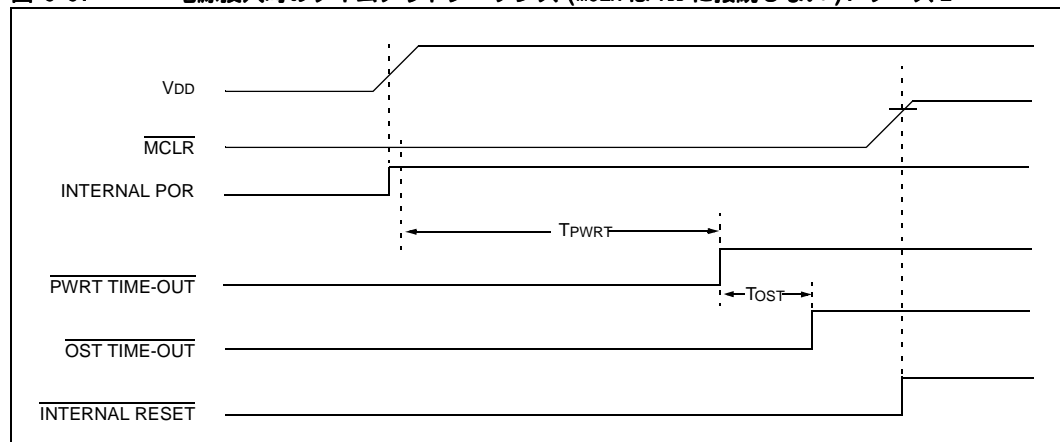 VDD
MCLR
INTERNAL POR
TPWRT
PWRT TIME-OUT
TOST
OST TIME-OUT
INTERNAL RESET